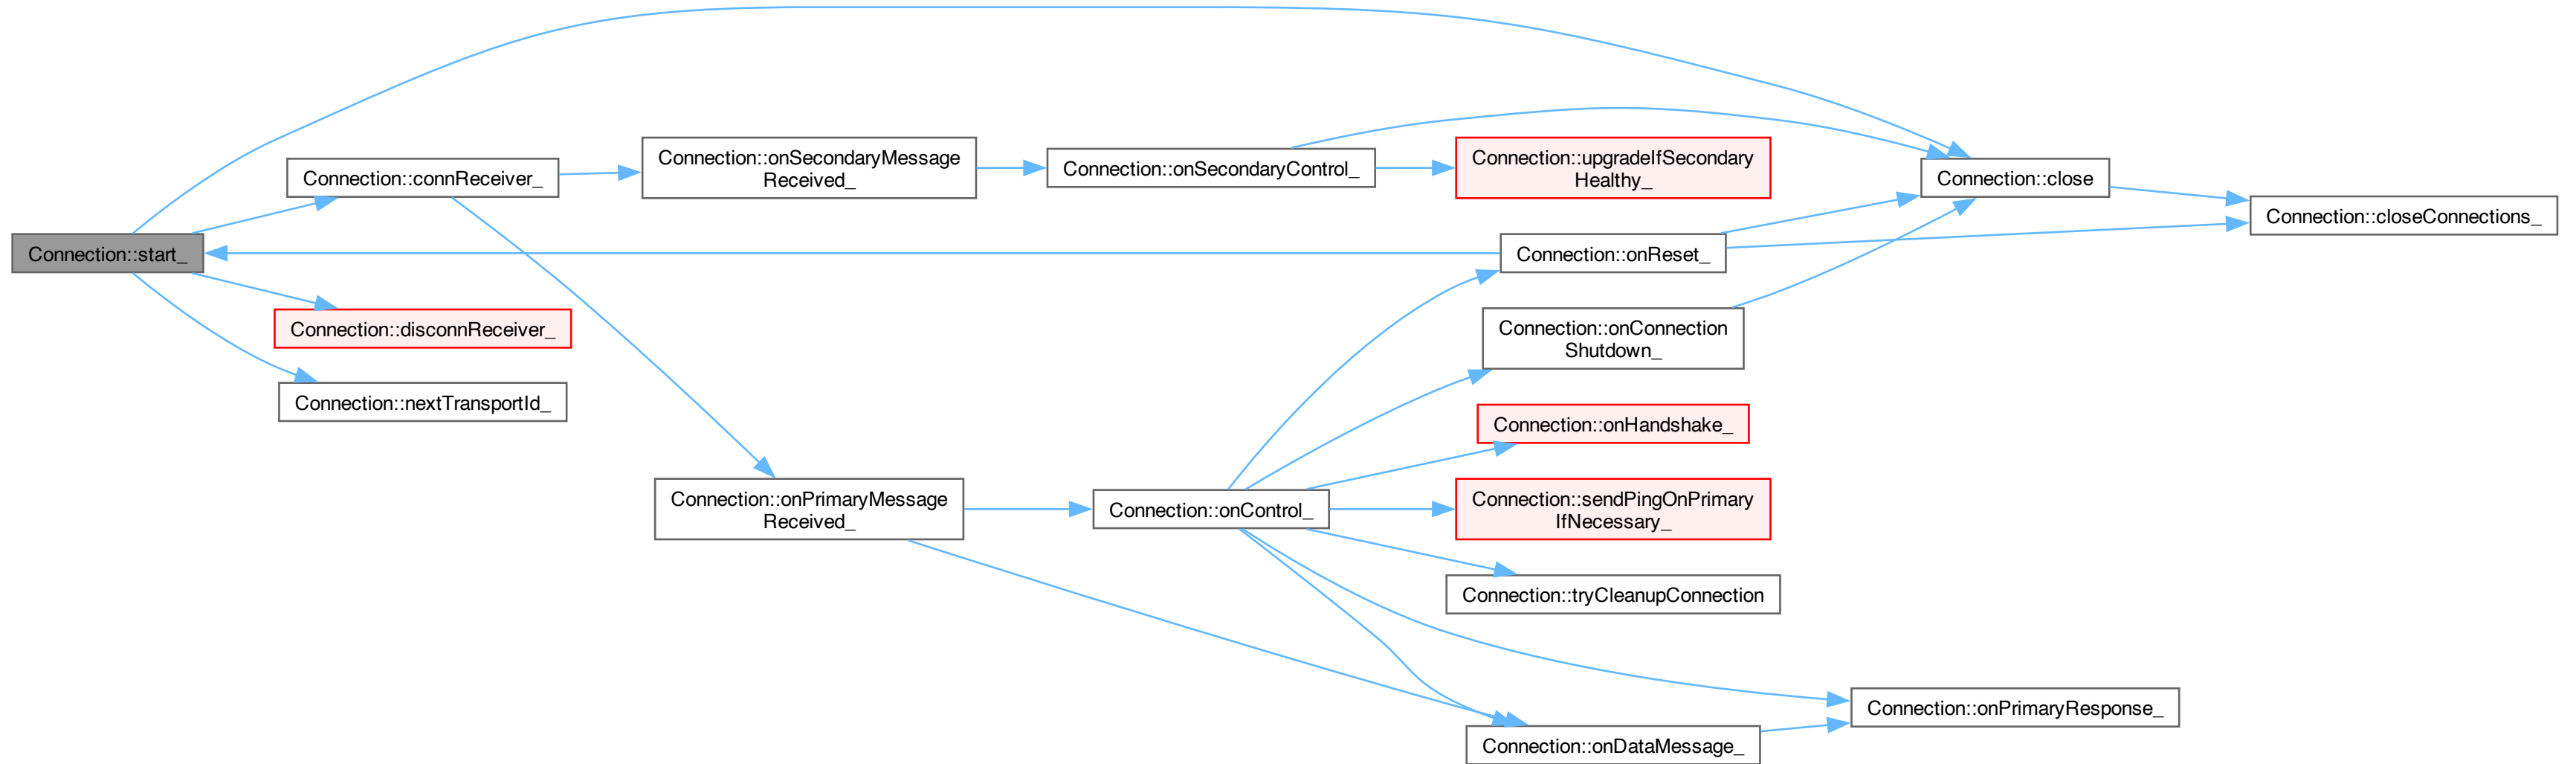 Connection::start_
Connection::connReceiver_
Connection::disconnReceiver_
Connection::nextTransportId_
Connection::onSecondaryMessage
Received_
Connection::onPrimaryMessage
Received_
Connection::onSecondaryControl_
Connection::onControl_
Connection::upgradeIfSecondary
Healthy_
Connection::onReset_
Connection::onConnection
Shutdown_
Connection::onHandshake_
Connection::sendPingOnPrimary
IfNecessary_
Connection::tryCleanupConnection
Connection::onDataMessage_
Connection::close
Connection::onPrimaryResponse_
Connection::closeConnections_